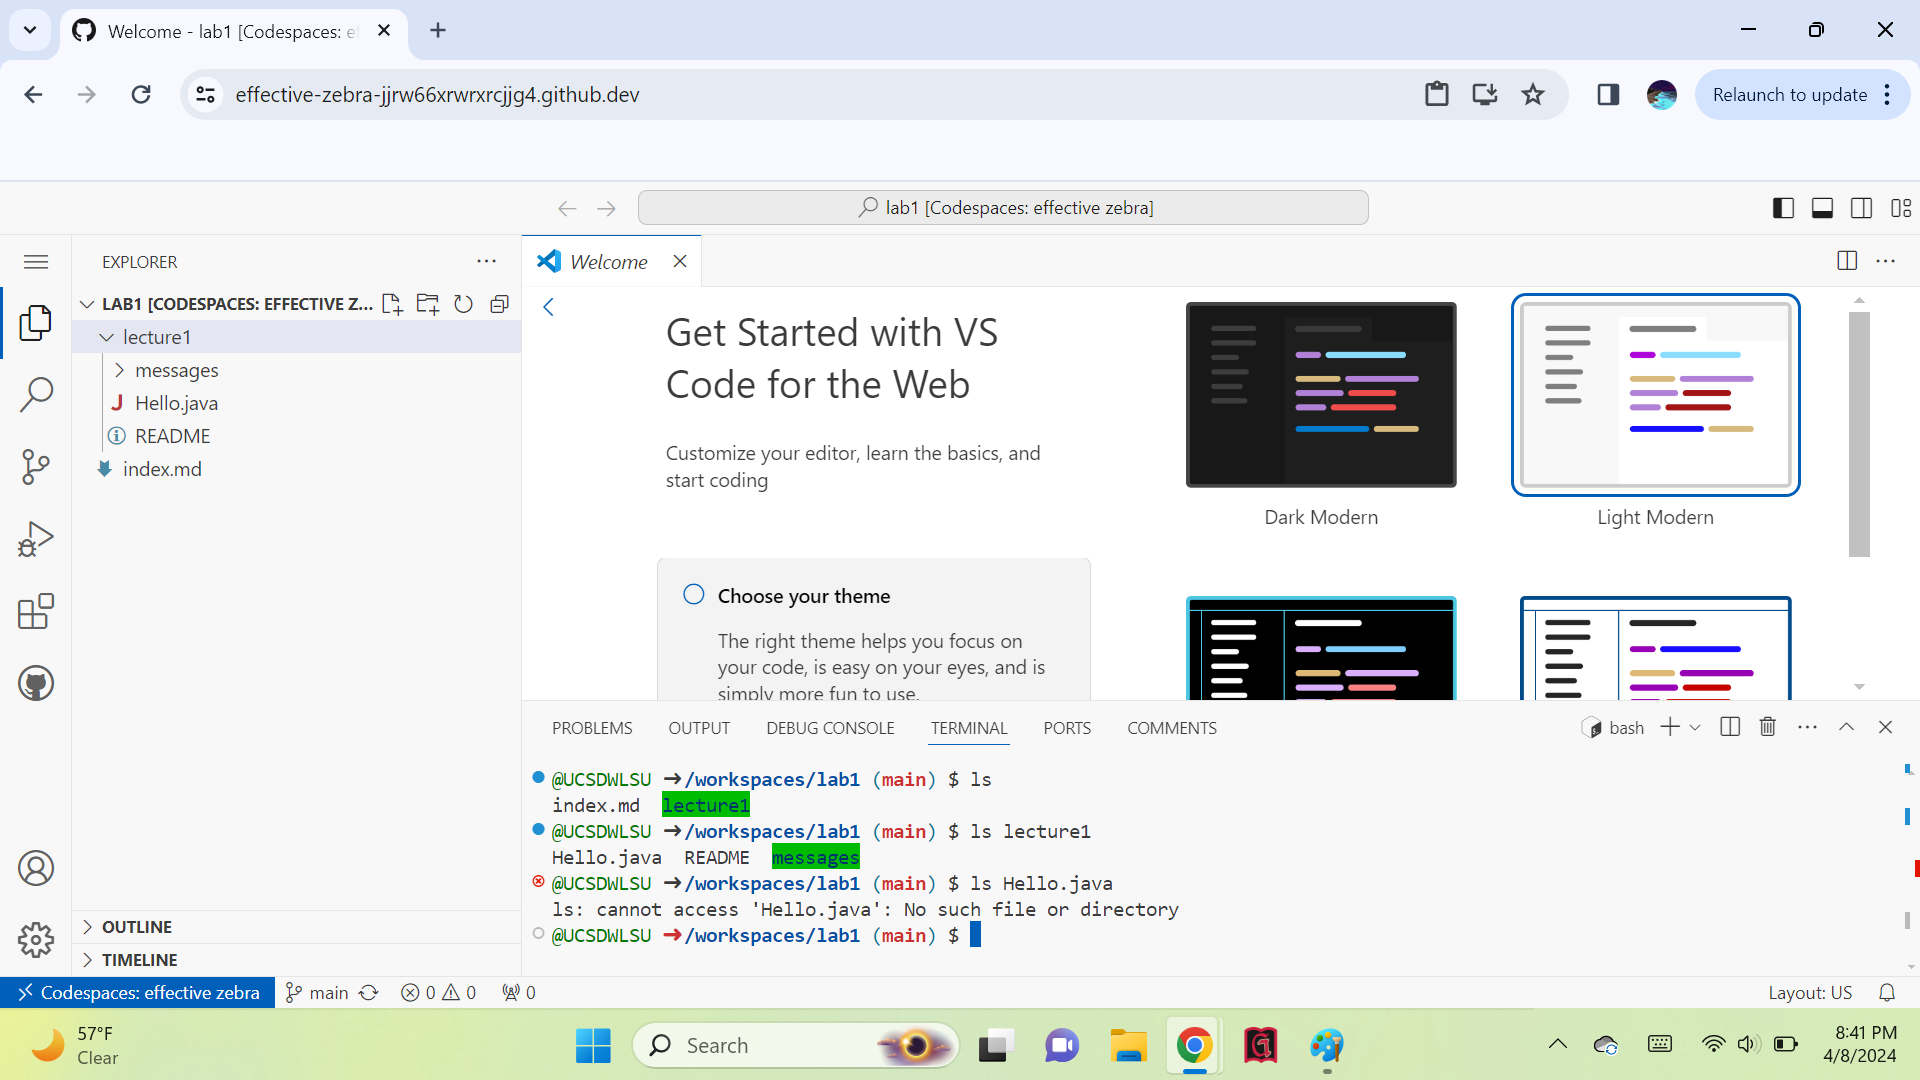 Welcome - lab1 [Codespaces: ef
effective-zebra-jjrw66xrwrxrcjjg4.github.dev
Relaunch to update
lab1 [Codespaces: effective zebra]
EXPLORER
LAB1 [CODESPACES: EFFECTIVE Z...
lecture1
messages
Hello.java
README
index.md
OUTLINE
TIMELINE
Welcome
Get Started with VS
Code for the Web
Customize your editor, learn the basics, and
start coding
Choose your theme
The right theme helps you focus on
your code, is easy on your eyes, and is
simply more fun to use.
Dark Modern
Light Modern
PROBLEMS OUTPUT DEBUG CONSOLE TERMINAL PORTS COMMENTS
bash
@UCSDWLSU ➜/workspaces/lab1 (main) $ ls
index.md lecture1
@UCSDWLSU ➜/workspaces/lab1 (main) $ ls lecture1
Hello.java README messages
@UCSDWLSU ➜/workspaces/lab1 (main) $ ls Hello.java
ls: cannot access 'Hello.java': No such file or directory
@UCSDWLSU ➜/workspaces/lab1 (main) $
Codespaces: effective zebra main 0 0 0
Layout: US
57°F
Clear
Search
8:41 PM
4/8/2024